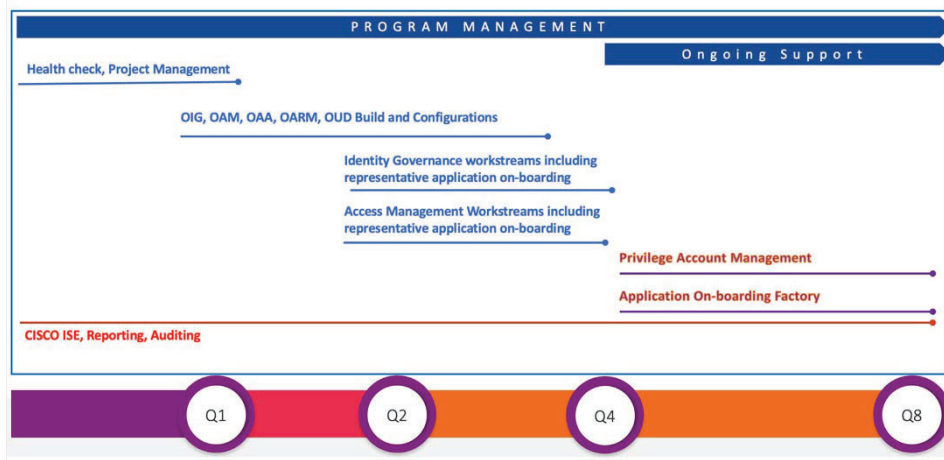 PROGRAM MANAGEMENT
Ongoing Support
Health check, Project Management
OIG, OAM, OAA, OARM, OUD Build and Configurations
Identity Governance workstreams including
representative application on-boarding
Access Management Workstreams including
representative application on-boarding
Privilege Account Management
Application On-boarding Factory
CISCO ISE, Reporting, Auditing
Q1
Q2
Q4
Q8